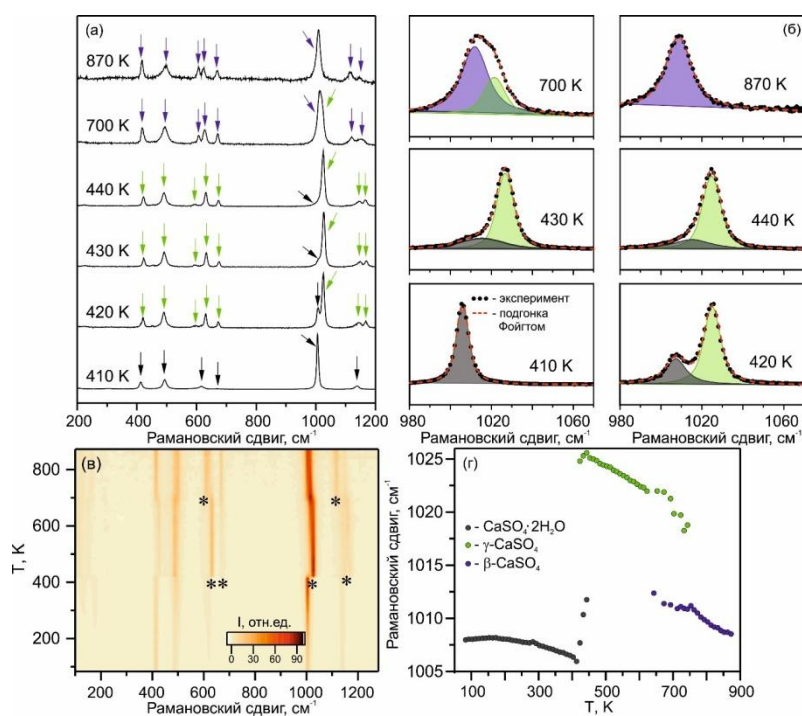 (а)
870 K
700 K
440 K
430 K
420 K
410 K
200 400 600 800 1000 1200
Рамановский сдвиг, см⁻¹
(б)
700 K
870 K
430 K
440 K
- эксперимент
- подгонка
Фойгтом
410 K
420 K
980 1000 1020 1040 1060
980 1000 1020 1040 1060
Рамановский сдвиг, см⁻¹
Рамановский сдвиг, см⁻¹
(в)
T, K
800
600
400
200
*
*
**
*
*
I, отн.ед.
0 30 60 90
200 400 600 800 1000 1200
Рамановский сдвиг, см⁻¹
(г)
Рамановский сдвиг, см⁻¹
1025
1020
1015
1010
1005
- CaSO₄·2H₂O
- γ-CaSO₄
- β-CaSO₄
100 300 500 700 900
T, K